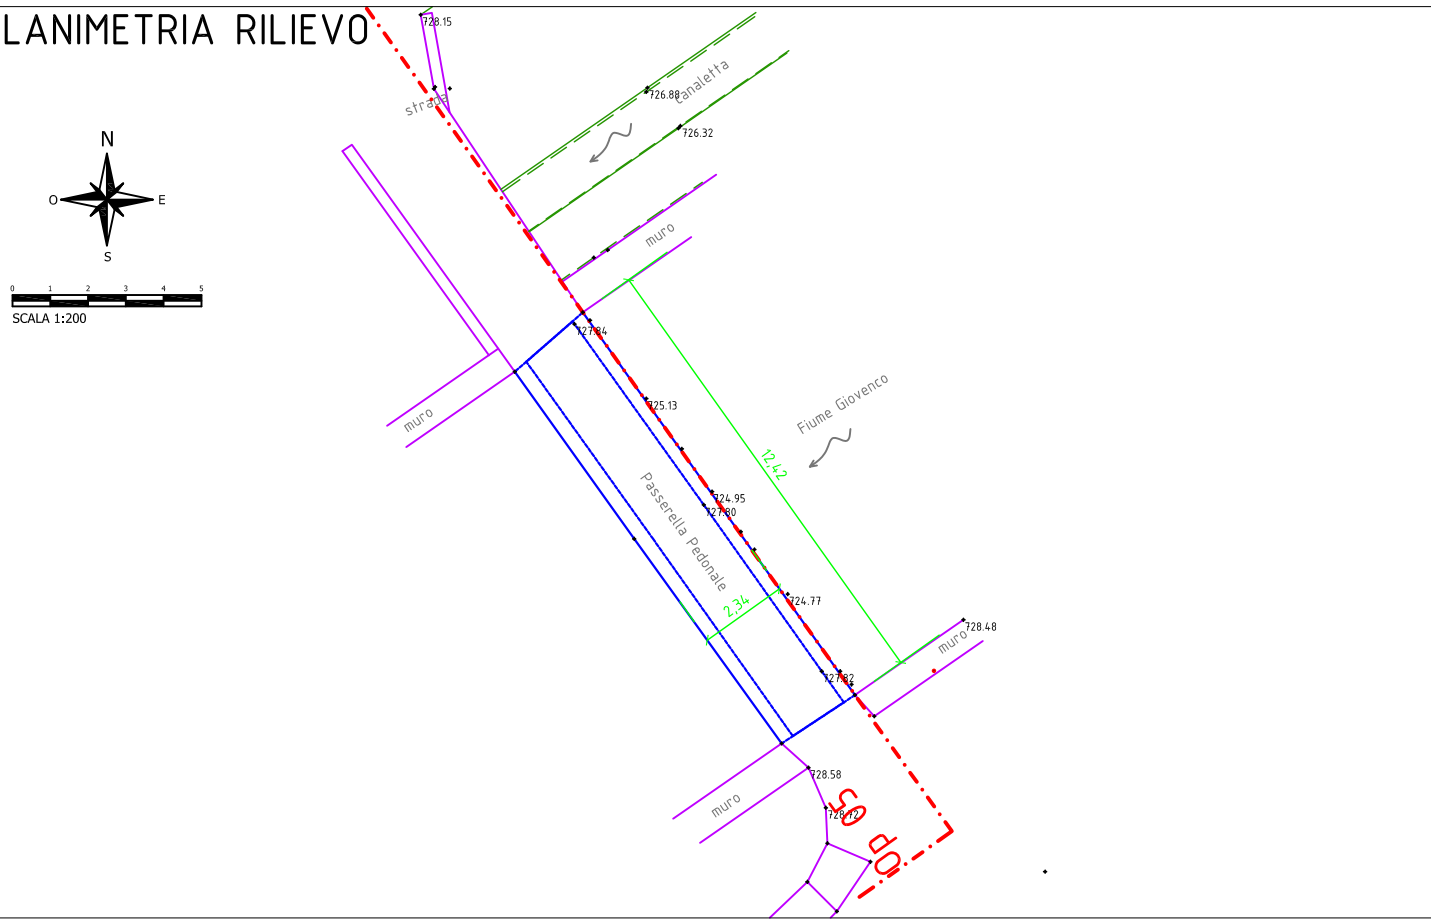 LANIMETRIA RILIEVO
728.15
strada
726.88
canaletta
726.32
N
O
E
S
muro
0 1 2 3 4 5
SCALA 1:200
727.84
muro
725.13
Fiume Giovenco
12,42
Passerella Pedonale
724.95
727.80
2,34
724.77
728.48
muro
727.82
728.58
muro
728.72
OP 05